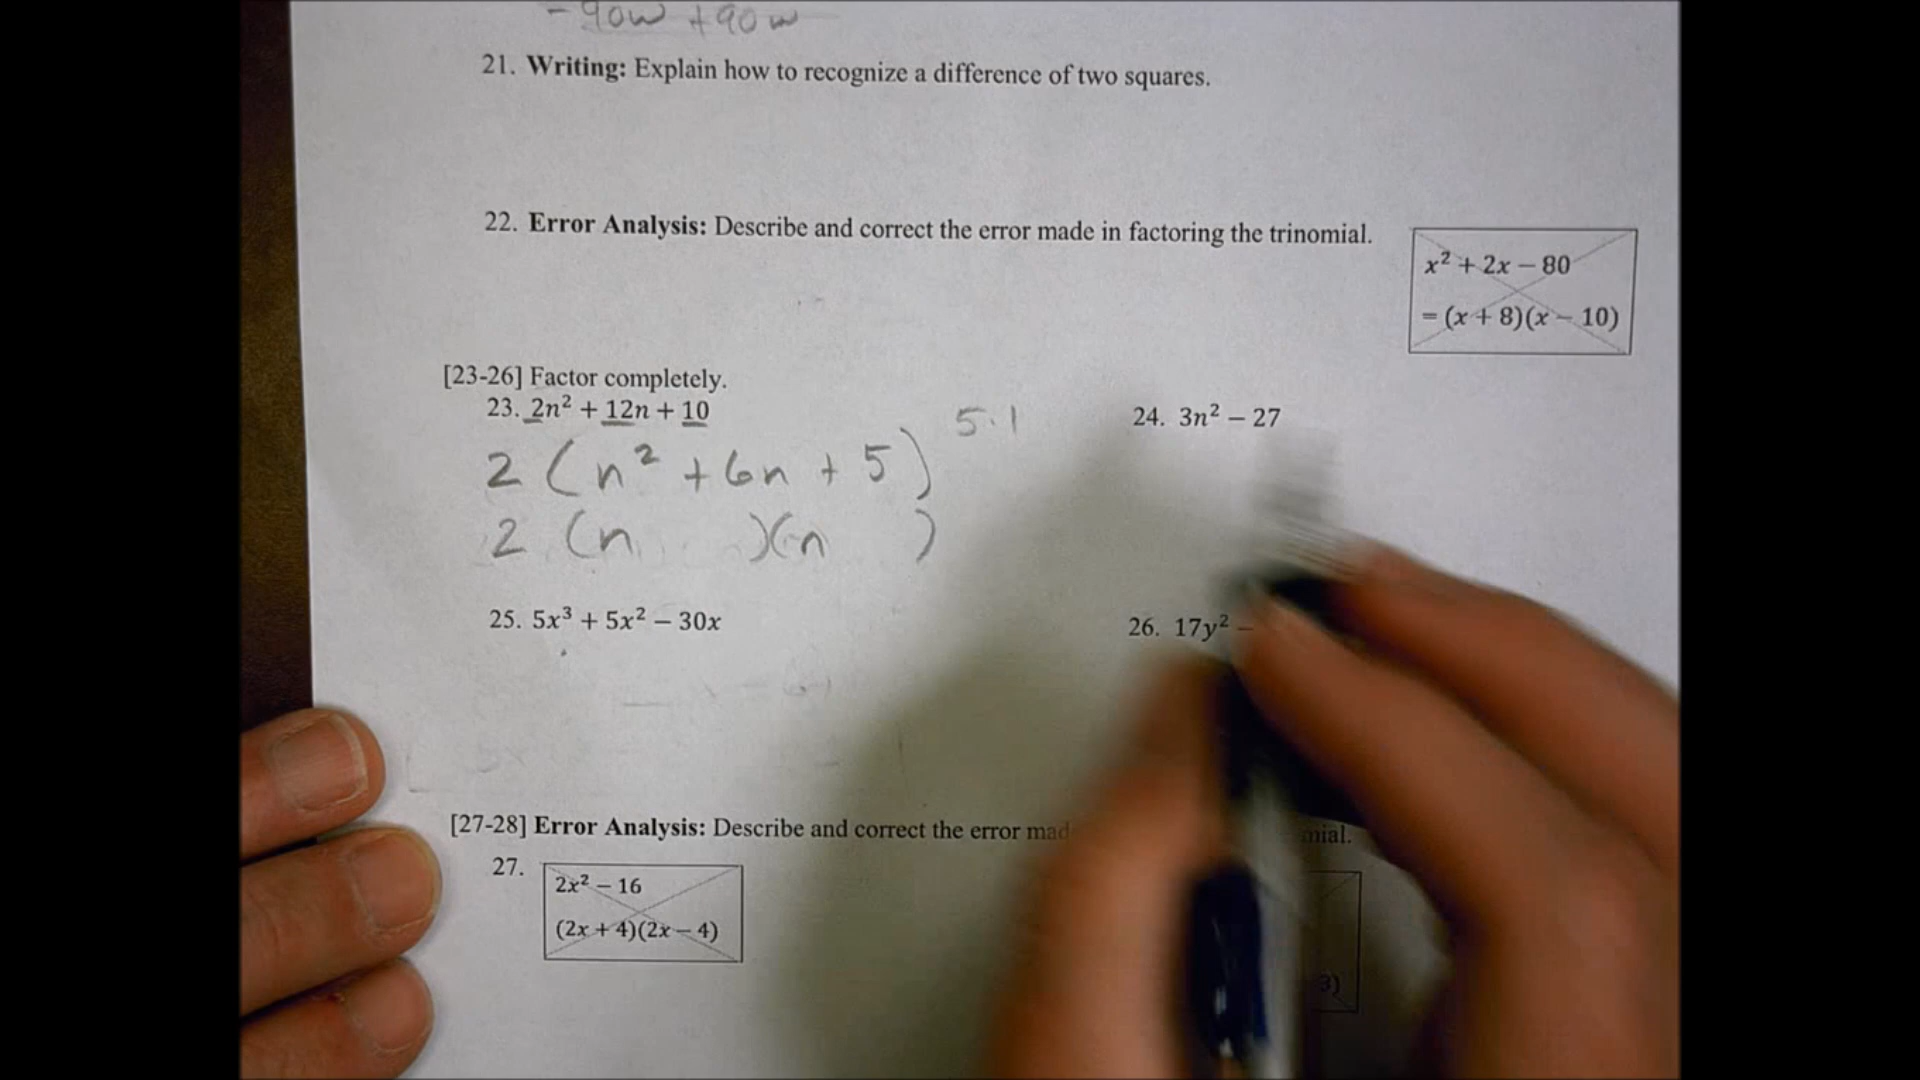 - 90w + 90w
21. Writing: Explain how to recognize a difference of two squares.
22. Error Analysis: Describe and correct the error made in factoring the trinomial.
x² + 2x − 80
= (x + 8)(x − 10)
[23-26] Factor completely.
23. 2n² + 12n + 10
5·1
24. 3n² − 27
2 (n² + 6n + 5)
2 (n )(n )
25. 5x³ + 5x² − 30x
26. 17y² −
[27-28] Error Analysis: Describe and correct the error
27.
2x² − 16
(2x + 4)(2x − 4)
3)